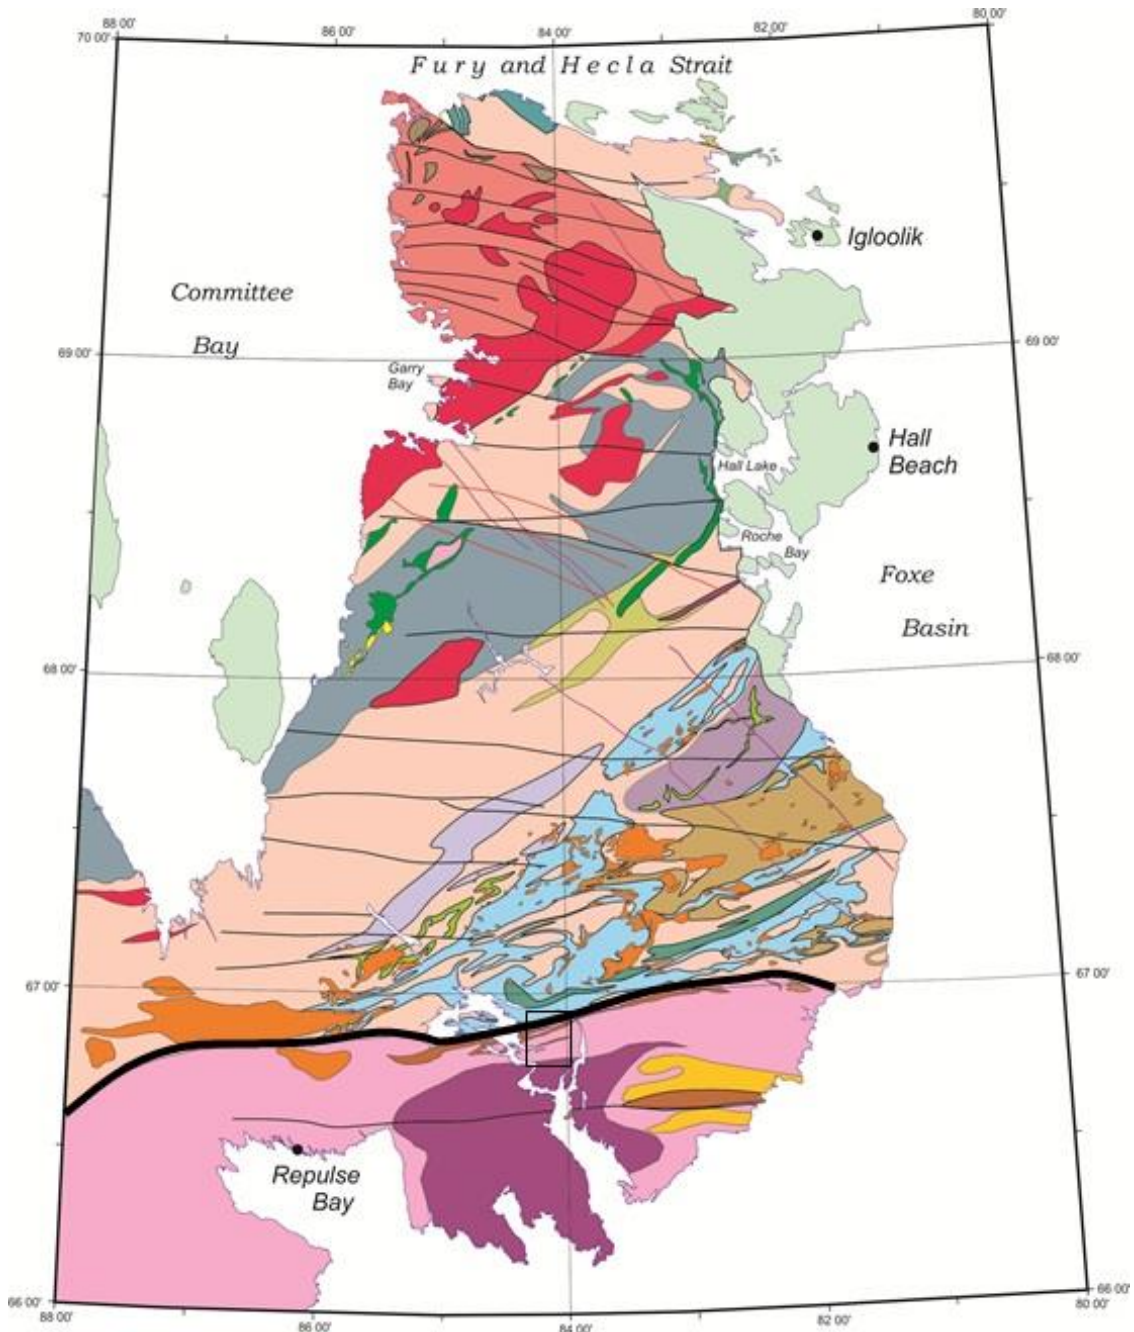 88 00'
86 00'
84 00'
82 00'
80 00'
70 00'
Fury and Hecla Strait
Igloolik
Committee
Bay
69 00'
69 00'
Garry
Bay
Hall
Beach
Hall Lake
Roche
Bay
Foxe
Basin
68 00'
68 00'
67 00'
67 00'
Repulse
Bay
66 00'
66 00'
88 00'
86 00'
84 00'
82 00'
80 00'